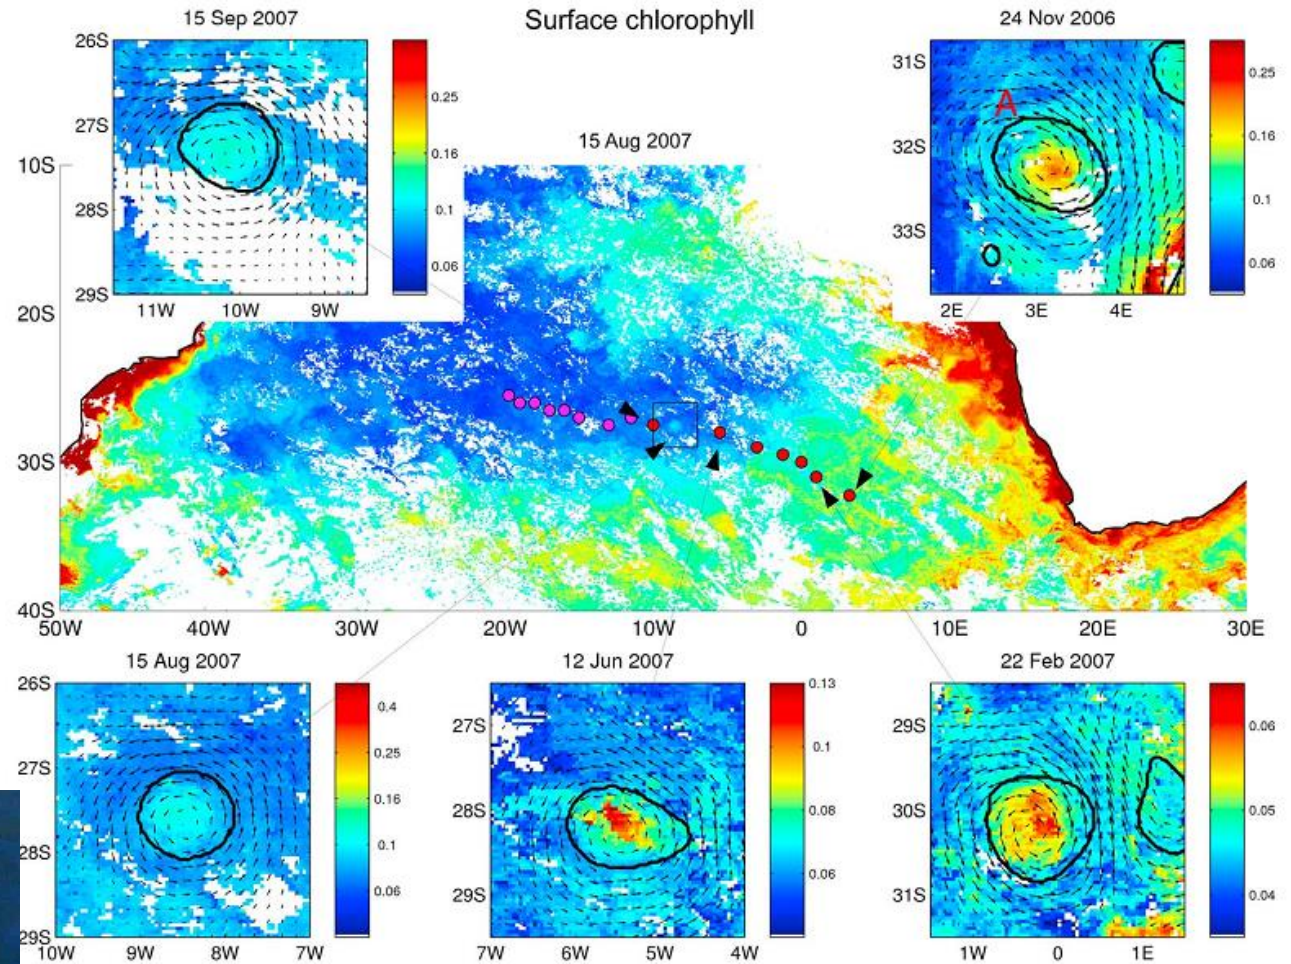 Surface chlorophyll
15 Sep 2007
26S
27S
28S
29S
11W 10W 9W
0.25
0.16
0.1
0.06
24 Nov 2006
31S
32S
33S
A
2E 3E 4E
0.25
0.16
0.1
0.06
15 Aug 2007
10S
20S
30S
40S
50W 40W 30W 20W 10W 0 10E 20E 30E
15 Aug 2007
26S
27S
28S
29S
10W 9W 8W 7W
0.4
0.25
0.16
0.1
0.06
12 Jun 2007
27S
28S
29S
7W 6W 5W 4W
0.13
0.1
0.08
0.06
22 Feb 2007
29S
30S
31S
1W 0 1E
0.06
0.05
0.04